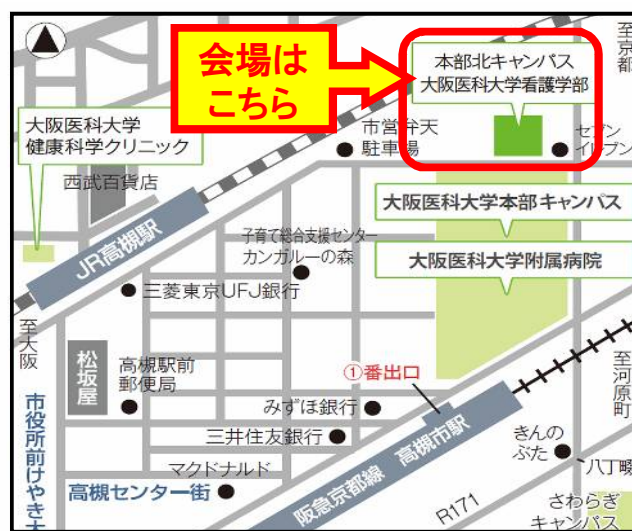 会場は
こちら
本部北キャンパス
大阪医科大学看護学部
至京都
大阪医科大学
健康科学クリニック
市営弁天
駐車場
セブン
イレブン
西武百貨店
大阪医科大学本部キャンパス
JR高槻駅
子育て総合支援センター
カンガルーの森
大阪医科大学附属病院
三菱東京UFJ銀行
至大阪
松坂屋
高槻駅前
郵便局
①番出口
至河原町
みずほ銀行
市役所前けやき
三井住友銀行
阪急京都線 高槻市駅
きんの
ぶた
マクドナルド
八丁畷
高槻センター街
R171
さわらぎ
キャンパス